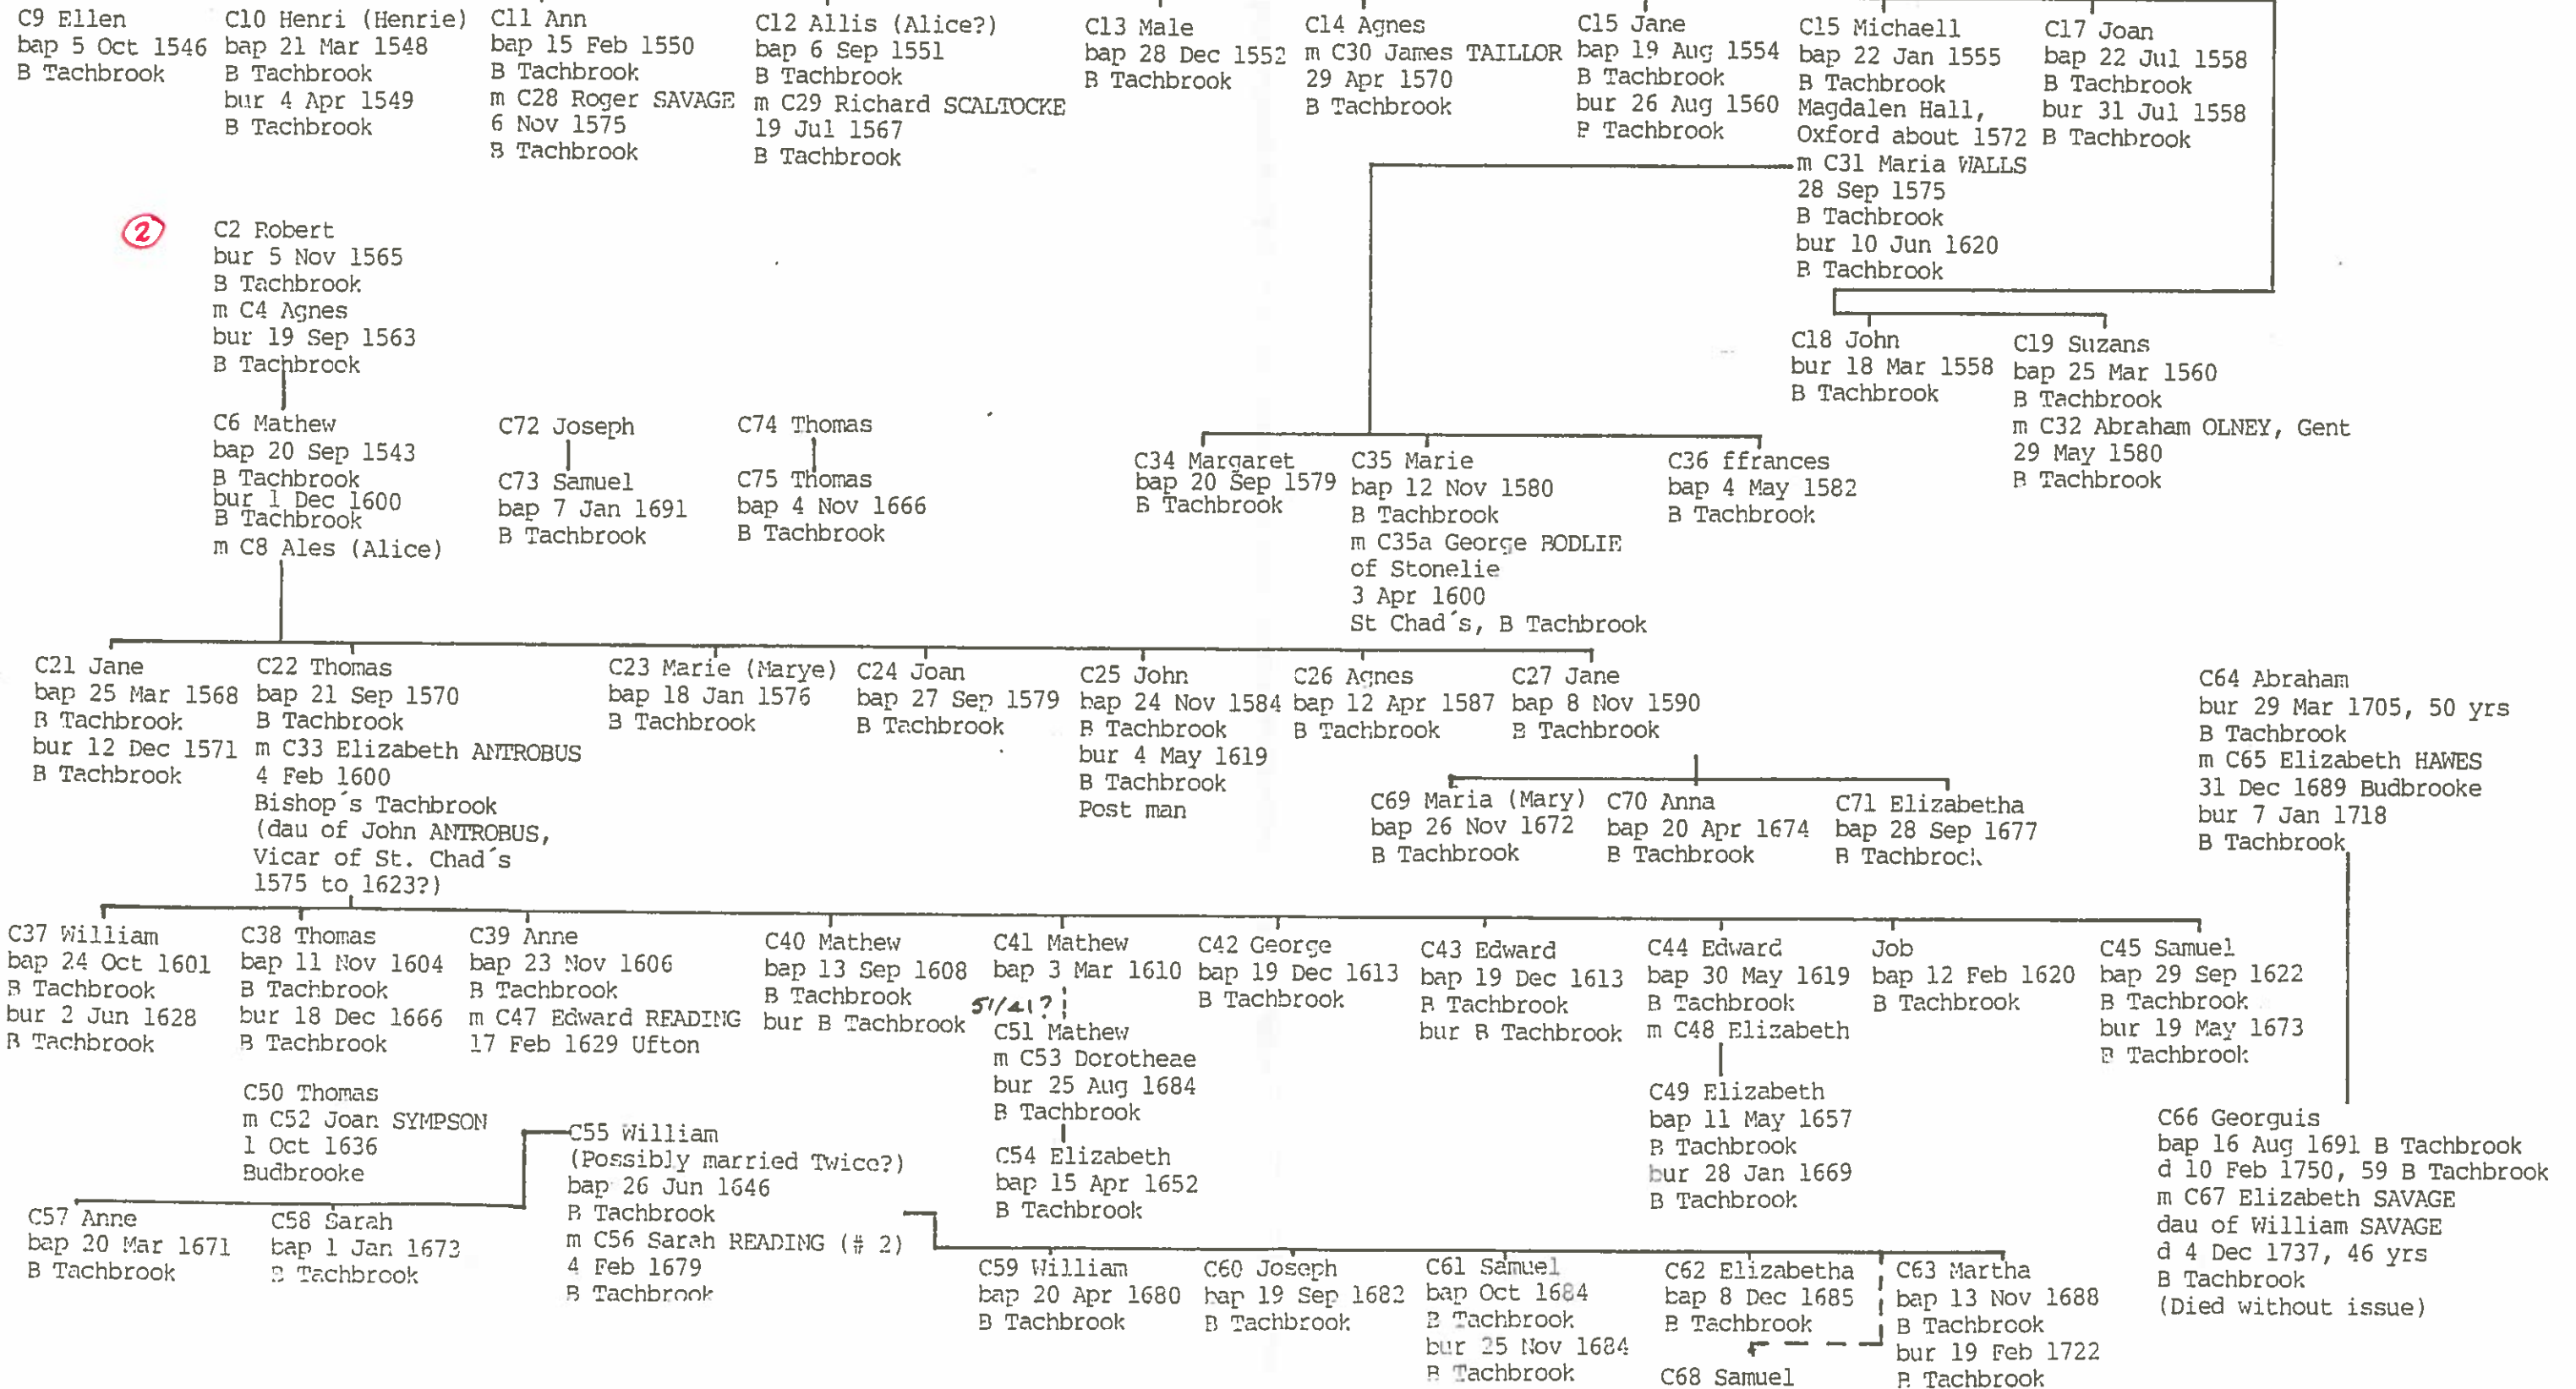 C9 Ellen
bap 5 Oct 1546
B Tachbrook
C10 Henri (Henrie)
bap 21 Mar 1548
B Tachbrook
bur 4 Apr 1549
B Tachbrook
C11 Ann
bap 15 Feb 1550
B Tachbrook
m C28 Roger SAVAGE
6 Nov 1575
B Tachbrook
C12 Allis (Alice?)
bap 6 Sep 1551
B Tachbrook
m C29 Richard SCALTOCKE
19 Jul 1567
B Tachbrook
C13 Male
bap 28 Dec 1552
B Tachbrook
C14 Agnes
m C30 James TAILLOR
29 Apr 1570
B Tachbrook
C15 Jane
bap 19 Aug 1554
B Tachbrook
bur 26 Aug 1560
B Tachbrook
C15 Michaell
bap 22 Jan 1555
B Tachbrook
Magdalen Hall,
Oxford about 1572
m C31 Maria WALLS
28 Sep 1575
B Tachbrook
bur 10 Jun 1620
B Tachbrook
C17 Joan
bap 22 Jul 1558
B Tachbrook
bur 31 Jul 1558
B Tachbrook
2
C2 Robert
bur 5 Nov 1565
B Tachbrook
m C4 Agnes
bur 19 Sep 1563
B Tachbrook
C18 John
bur 18 Mar 1558
B Tachbrook
C19 Suzans
bap 25 Mar 1560
B Tachbrook
m C32 Abraham OLNEY, Gent
29 May 1580
B Tachbrook
C6 Mathew
bap 20 Sep 1543
B Tachbrook
bur 1 Dec 1600
B Tachbrook
m C8 Ales (Alice)
C72 Joseph
C73 Samuel
bap 7 Jan 1691
B Tachbrook
C74 Thomas
C75 Thomas
bap 4 Nov 1666
B Tachbrook
C34 Margaret
bap 20 Sep 1579
B Tachbrook
C35 Marie
bap 12 Nov 1580
B Tachbrook
m C35a George BODLIE
of Stonelie
3 Apr 1600
St Chad´s, B Tachbrook
C36 ffrances
bap 4 May 1582
B Tachbrook
C21 Jane
bap 25 Mar 1568
B Tachbrook
bur 12 Dec 1571
B Tachbrook
C22 Thomas
bap 21 Sep 1570
B Tachbrook
m C33 Elizabeth ANTROBUS
4 Feb 1600
Bishop´s Tachbrook
(dau of John ANTROBUS,
Vicar of St. Chad´s
1575 to 1623?)
C23 Marie (Marye)
bap 18 Jan 1576
B Tachbrook
C24 Joan
bap 27 Sep 1579
B Tachbrook
C25 John
bap 24 Nov 1584
B Tachbrook
bur 4 May 1619
B Tachbrook
Post man
C26 Agnes
bap 12 Apr 1587
B Tachbrook
C27 Jane
bap 8 Nov 1590
B Tachbrook
C69 Maria (Mary)
bap 26 Nov 1672
B Tachbrook
C70 Anna
bap 20 Apr 1674
B Tachbrook
C71 Elizabetha
bap 28 Sep 1677
B Tachbrook
C64 Abraham
bur 29 Mar 1705, 50 yrs
B Tachbrook
m C65 Elizabeth HAWES
31 Dec 1689 Budbrooke
bur 7 Jan 1718
B Tachbrook
C37 William
bap 24 Oct 1601
B Tachbrook
bur 2 Jun 1628
B Tachbrook
C38 Thomas
bap 11 Nov 1604
B Tachbrook
bur 18 Dec 1666
B Tachbrook
C39 Anne
bap 23 Nov 1606
B Tachbrook
m C47 Edward READING
17 Feb 1629 Ufton
C40 Mathew
bap 13 Sep 1608
B Tachbrook
bur B Tachbrook
C41 Mathew
bap 3 Mar 1610
51/41?
C51 Mathew
m C53 Dorotheae
bur 25 Aug 1684
B Tachbrook
C54 Elizabeth
bap 15 Apr 1652
B Tachbrook
C42 George
bap 19 Dec 1613
B Tachbrook
C43 Edward
bap 19 Dec 1613
B Tachbrook
bur B Tachbrook
C44 Edward
bap 30 May 1619
B Tachbrook
m C48 Elizabeth
C49 Elizabeth
bap 11 May 1657
B Tachbrook
bur 28 Jan 1669
B Tachbrook
Job
bap 12 Feb 1620
B Tachbrook
C45 Samuel
bap 29 Sep 1622
B Tachbrook
bur 19 May 1673
B Tachbrook
C50 Thomas
m C52 Joan SYMPSON
1 Oct 1636
Budbrooke
C55 William
(Possibly married Twice?)
bap 26 Jun 1646
B Tachbrook
m C56 Sarah READING (# 2)
4 Feb 1679
B Tachbrook
C66 Georguis
bap 16 Aug 1691 B Tachbrook
d 10 Feb 1750, 59 B Tachbrook
m C67 Elizabeth SAVAGE
dau of William SAVAGE
d 4 Dec 1737, 46 yrs
B Tachbrook
(Died without issue)
C57 Anne
bap 20 Mar 1671
B Tachbrook
C58 Sarah
bap 1 Jan 1673
B Tachbrook
C59 William
bap 20 Apr 1680
B Tachbrook
C60 Joseph
bap 19 Sep 1682
B Tachbrook
C61 Samuel
bap Oct 1684
B Tachbrook
bur 25 Nov 1684
B Tachbrook
C62 Elizabetha
bap 8 Dec 1685
B Tachbrook
C68 Samuel
C63 Martha
bap 13 Nov 1688
B Tachbrook
bur 19 Feb 1722
B Tachbrook